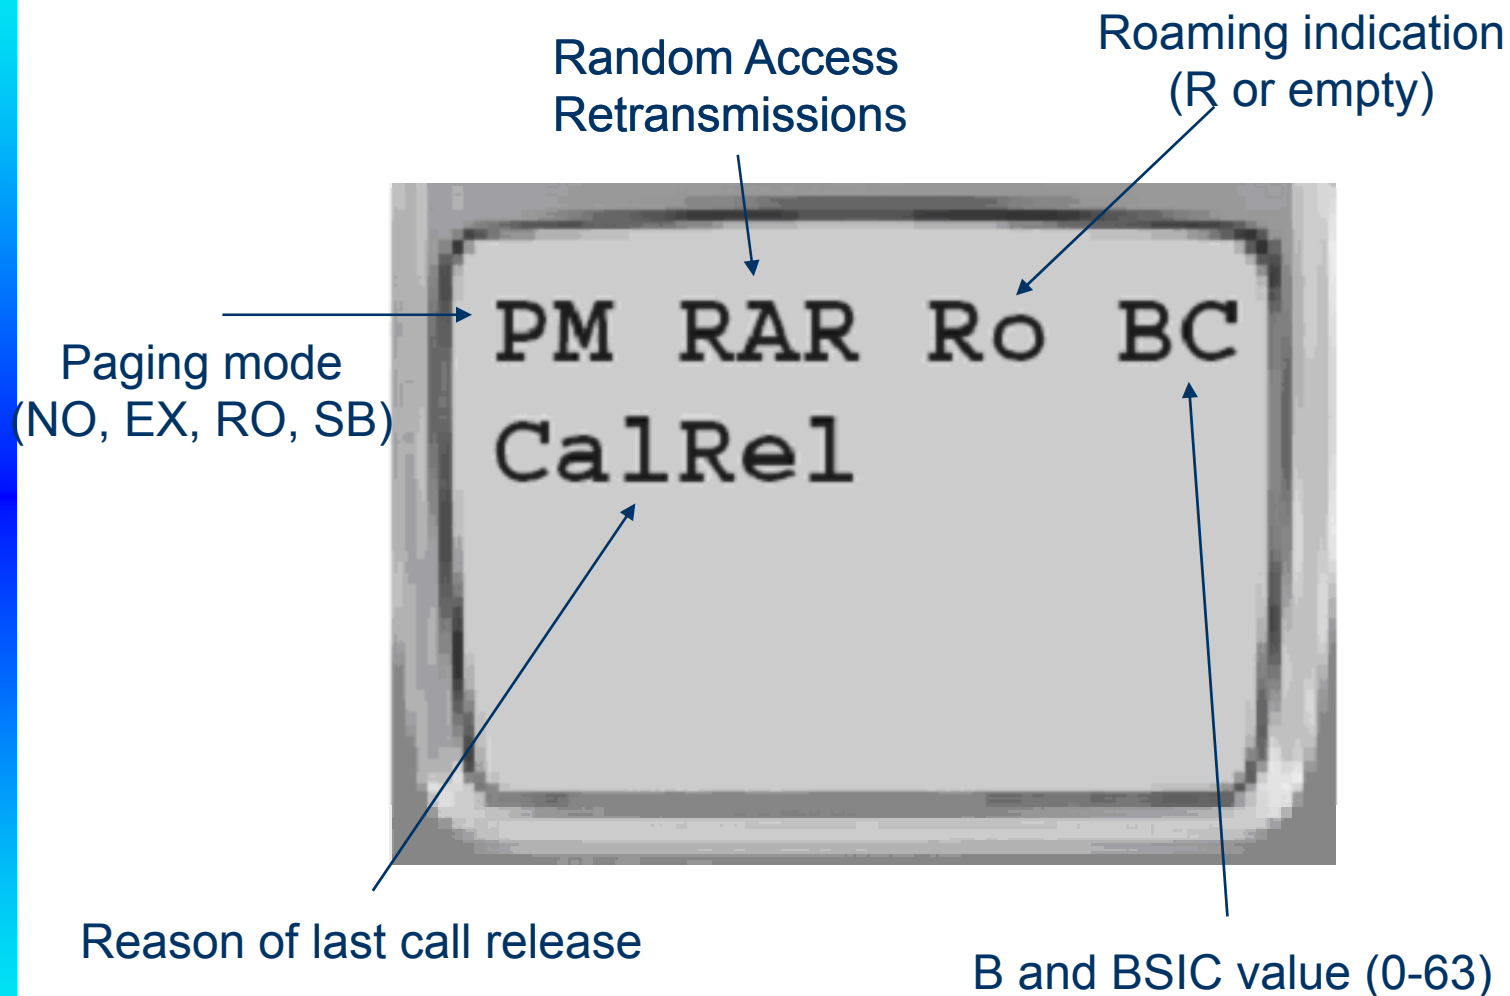 Random Access
Retransmissions
Roaming indication
(R or empty)
PM RAR Ro BC
CalRel
Paging mode
(NO, EX, RO, SB)
Reason of last call release
B and BSIC value (0-63)